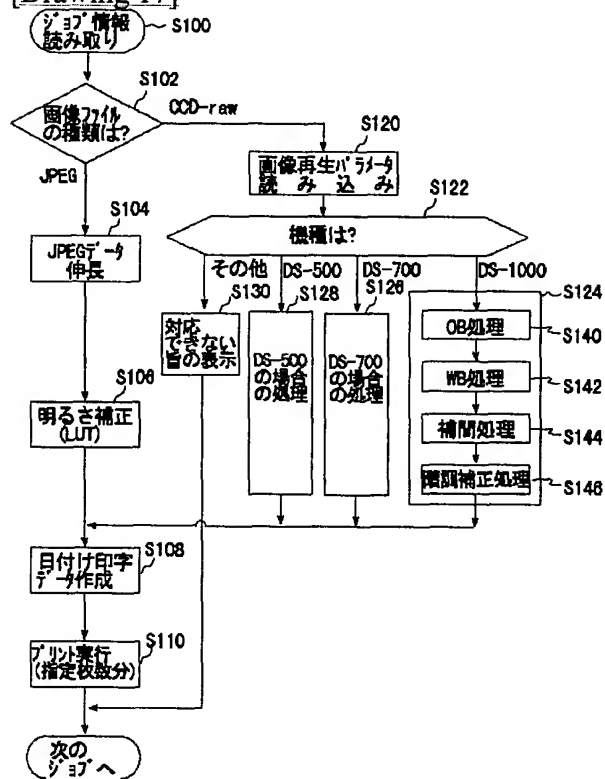 [Drawing 17]
ジョブ情報
読み取り
S100
S102
画像ファイル
の種類は?
CCD-raw
JPEG
S120
画像再生パラメータ
読み込み
S122
機種は?
S104
JPEGデータ
伸長
その他
DS-500
DS-700
DS-1000
S130
S128
S126
S124
対応
できない
旨の表示
DS-500
の場合
の処理
DS-700
の場合
の処理
OB処理
S140
WB処理
S142
補間処理
S144
階調補正処理
S146
S106
明るさ補正
(LUT)
S108
日付け印字
データ作成
S110
プリント実行
(指定枚数分)
次の
ジョブへ